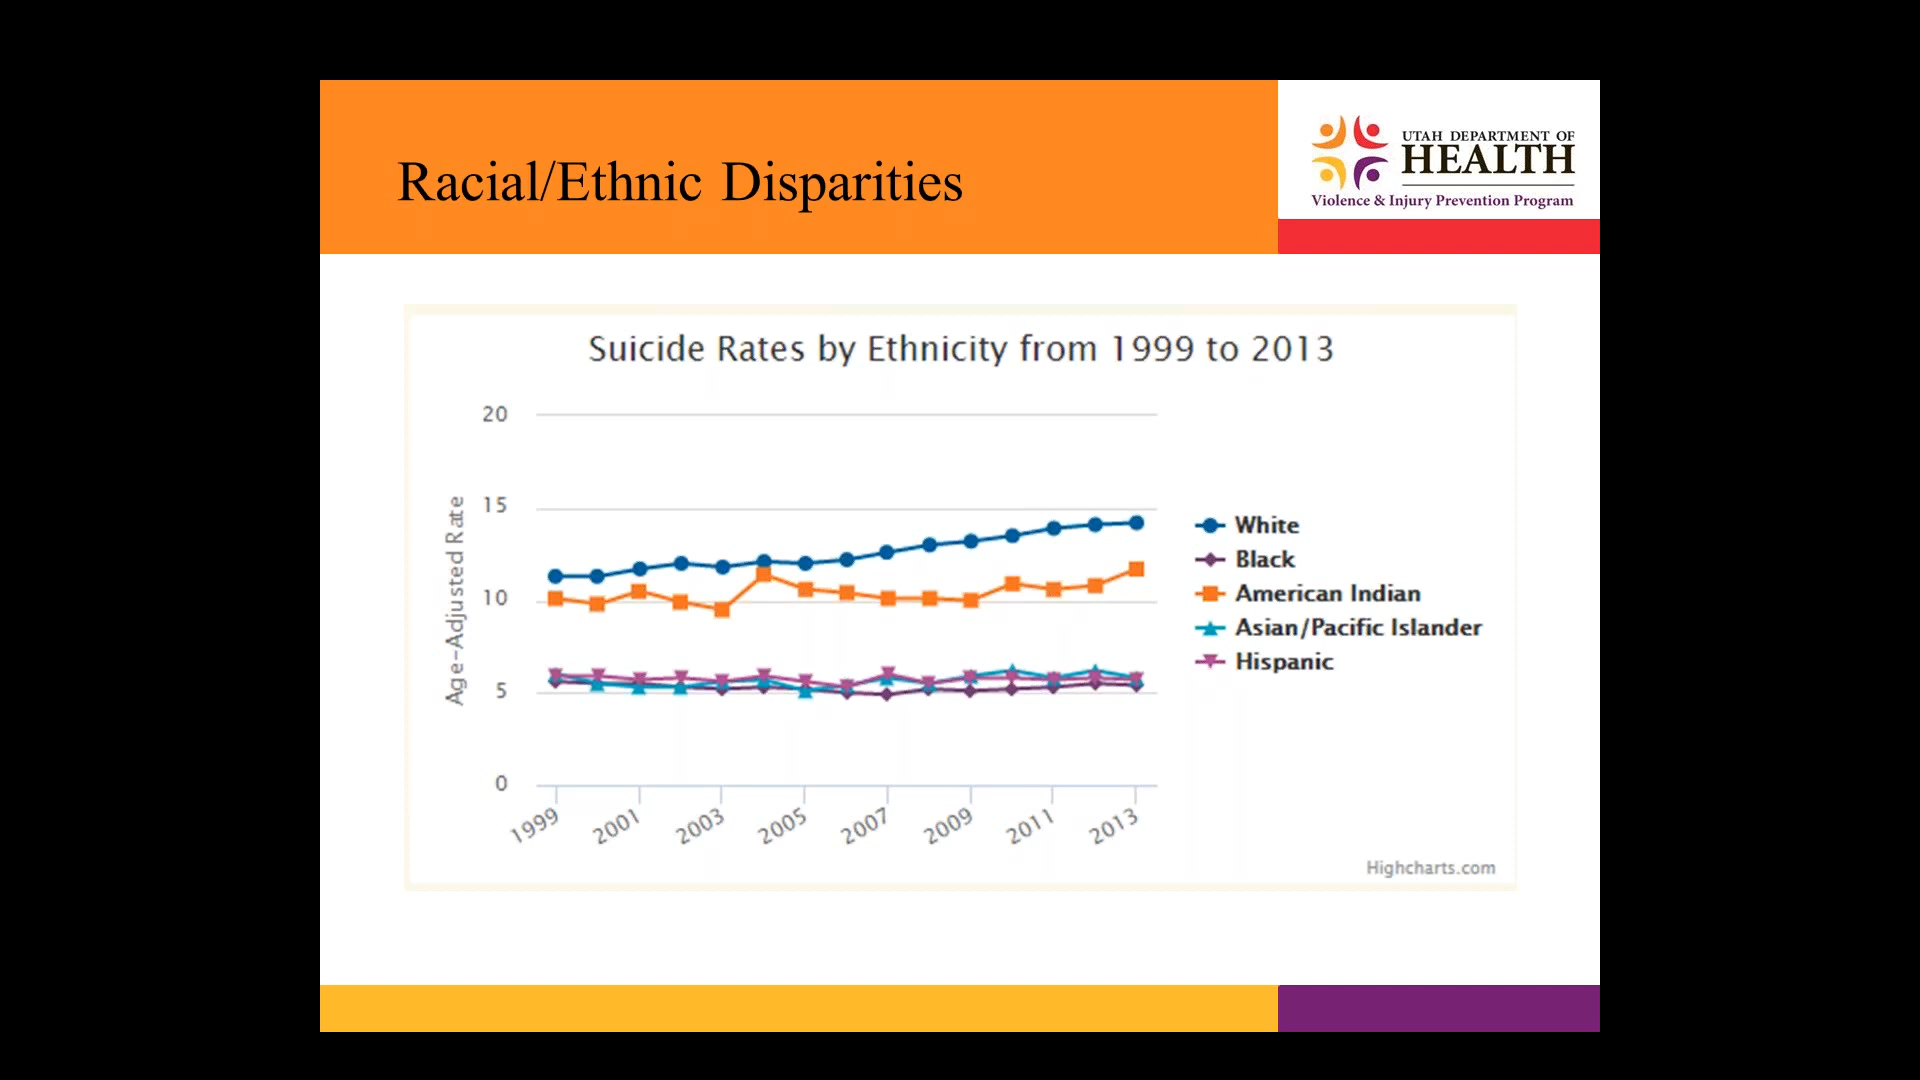 Racial/Ethnic Disparities
UTAH DEPARTMENT OF
HEALTH
Violence & Injury Prevention Program
Suicide Rates by Ethnicity from 1999 to 2013
Age-Adjusted Rate
20
15
10
5
0
1999
2001
2003
2005
2007
2009
2011
2013
White
Black
American Indian
Asian/Pacific Islander
Hispanic
Highcharts.com